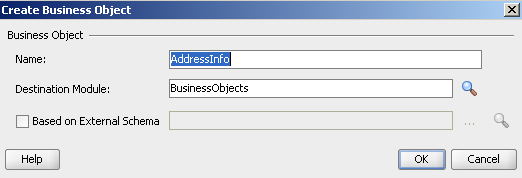 Create Business Object
Business Object
Name: AddressInfo
Destination Module: BusinessObjects
Based on External Schema ...
Help OK Cancel